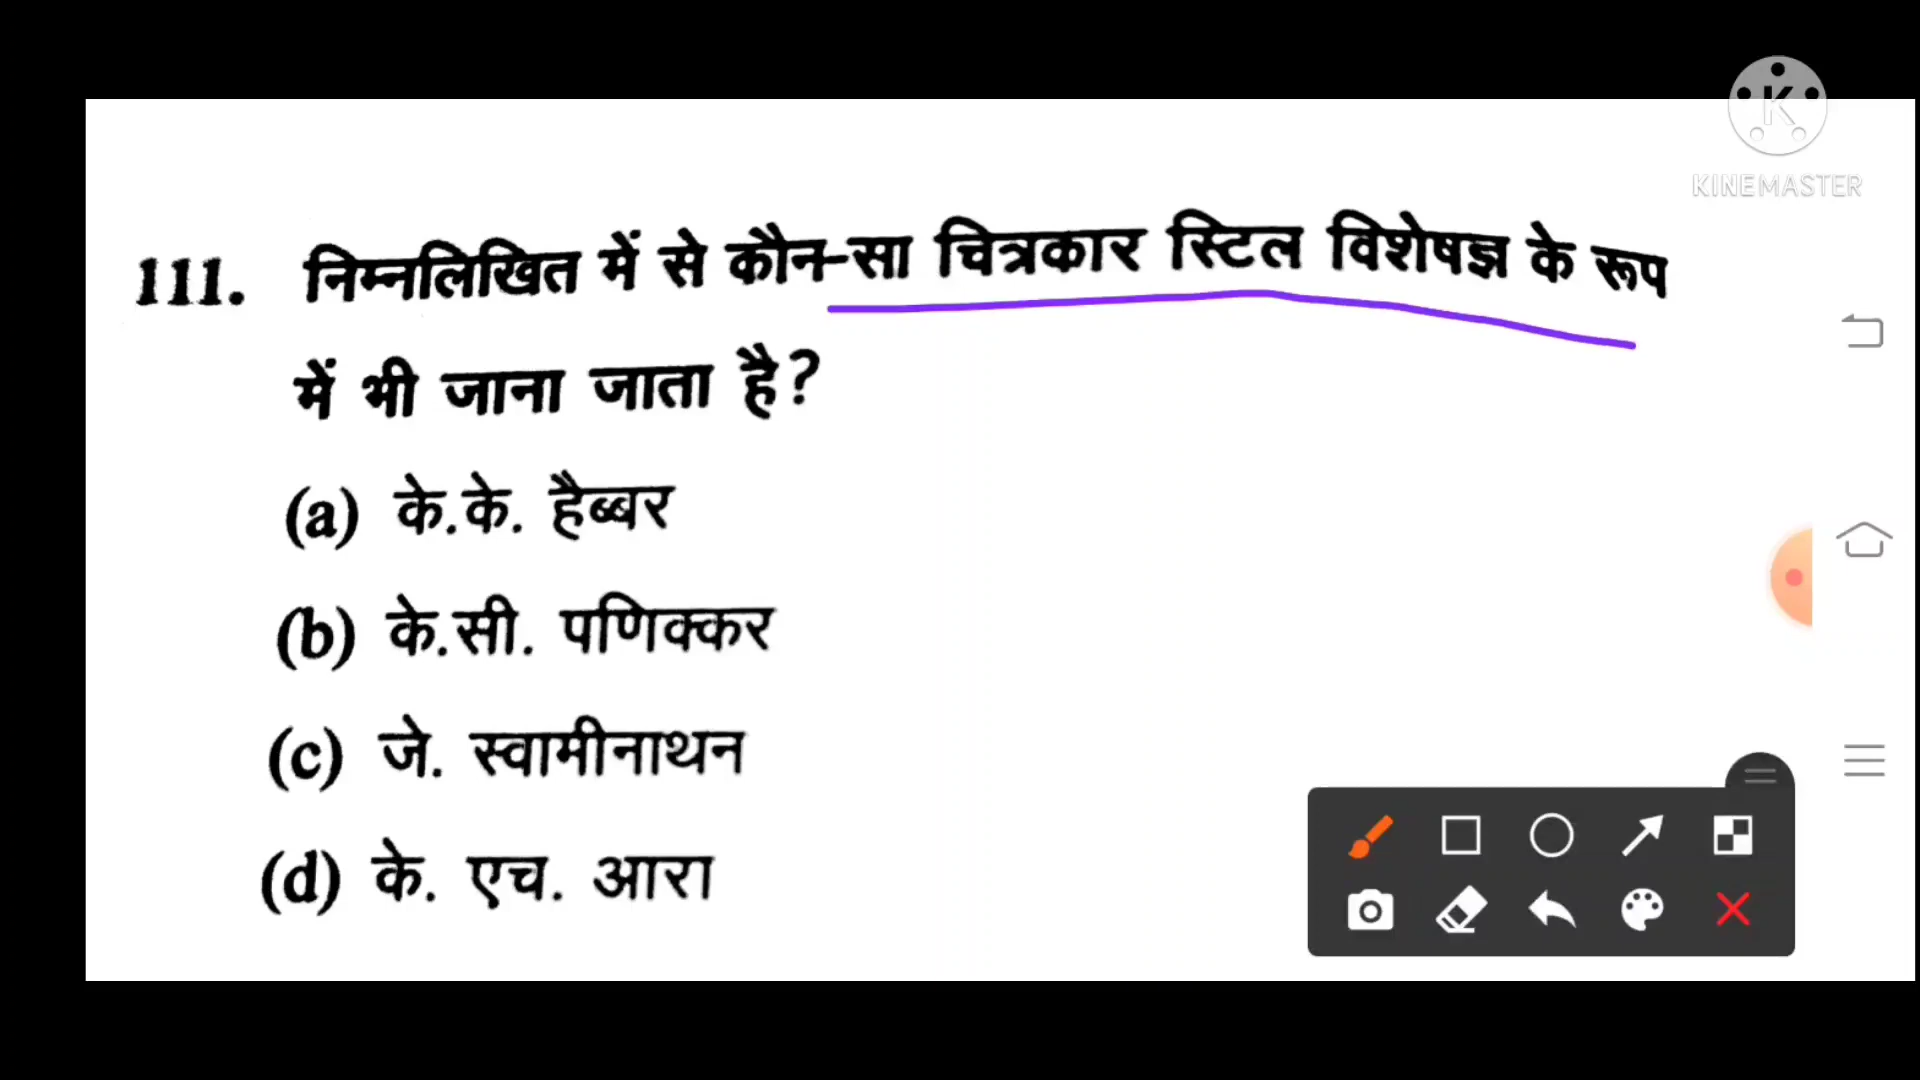 KINEMASTER
111. निम्नलिखित में से कौन-सा चित्रकार स्टिल विशेषज्ञ के रूप
में भी जाना जाता है?
(a) के.के. हैब्बर
(b) के.सी. पणिक्कर
(c) जे. स्वामीनाथन
(d) के. एच. आरा